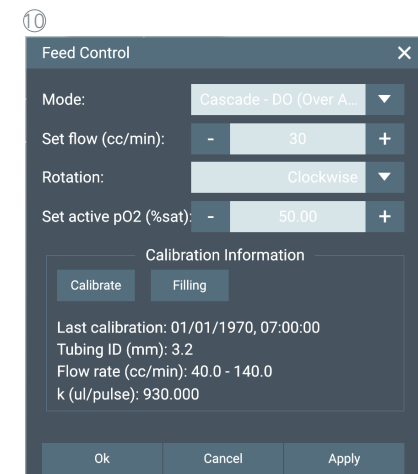 ⑩
Feed Control
Mode: Cascade - DO (Over A...
Set flow (cc/min): - 30 +
Rotation: Clockwise
Set active pO2 (%sat): - 50.00 +
Calibration Information
Calibrate Filling
Last calibration: 01/01/1970, 07:00:00
Tubing ID (mm): 3.2
Flow rate (cc/min): 40.0 - 140.0
k (ul/pulse): 930.000
Ok Cancel Apply